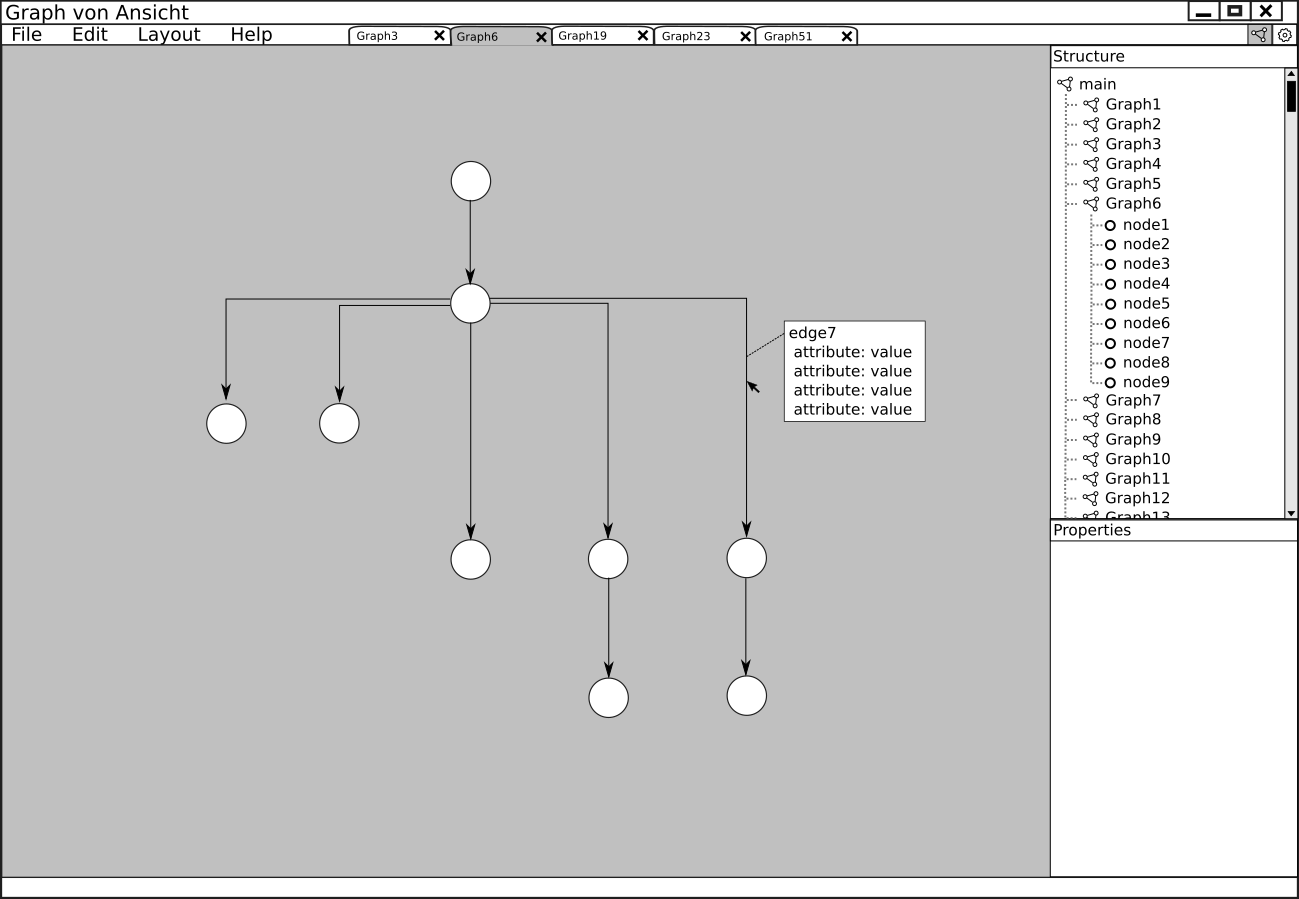 Graph von Ansicht
File Edit Layout Help
Graph3 Graph6 Graph19 Graph23 Graph51
Structure
main
Graph1
Graph2
Graph3
Graph4
Graph5
Graph6
node1
node2
node3
node4
node5
node6
node7
node8
node9
Graph7
Graph8
Graph9
Graph10
Graph11
Graph12
Graph13
Properties
edge7
attribute: value
attribute: value
attribute: value
attribute: value